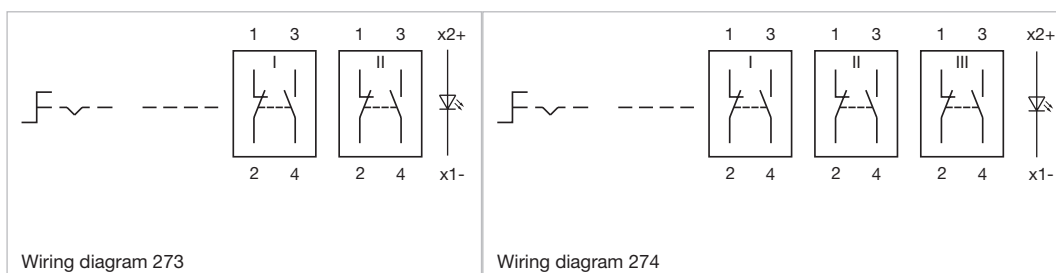 1 3 1 3 x2+
I II
2 4 2 4 x1-
Wiring diagram 273
1 3 1 3 1 3 x2+
I II III
2 4 2 4 2 4 x1-
Wiring diagram 274